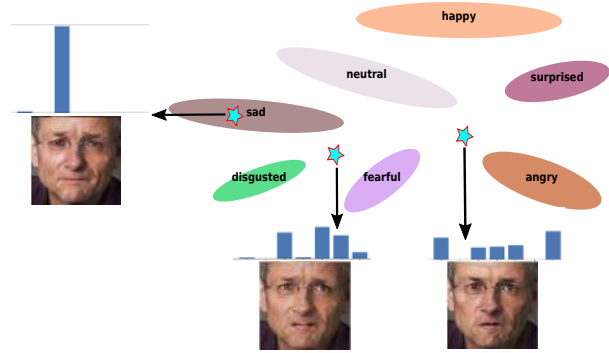 happy
neutral
surprised
sad
disgusted
fearful
angry